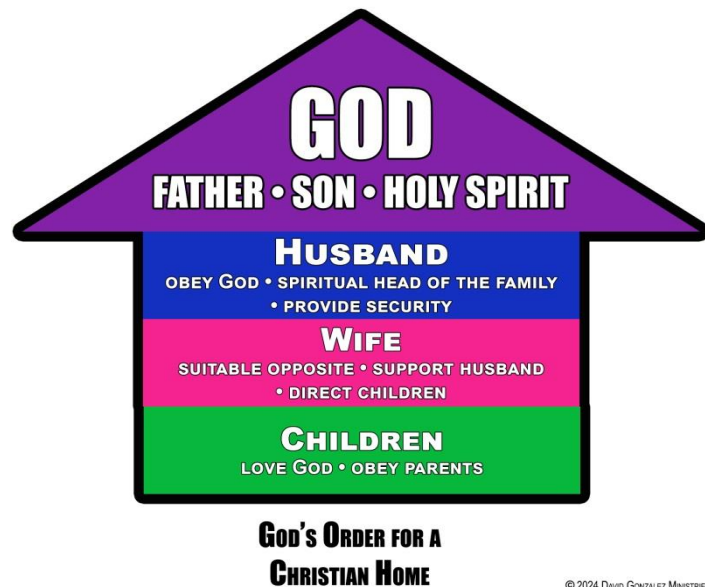 GOD
FATHER • SON • HOLY SPIRIT
HUSBAND
OBEY GOD • SPIRITUAL HEAD OF THE FAMILY
• PROVIDE SECURITY
WIFE
SUITABLE OPPOSITE • SUPPORT HUSBAND
• DIRECT CHILDREN
CHILDREN
LOVE GOD • OBEY PARENTS
GOD'S ORDER FOR A
CHRISTIAN HOME
© 2024 DAVID GONZALEZ MINISTRIE